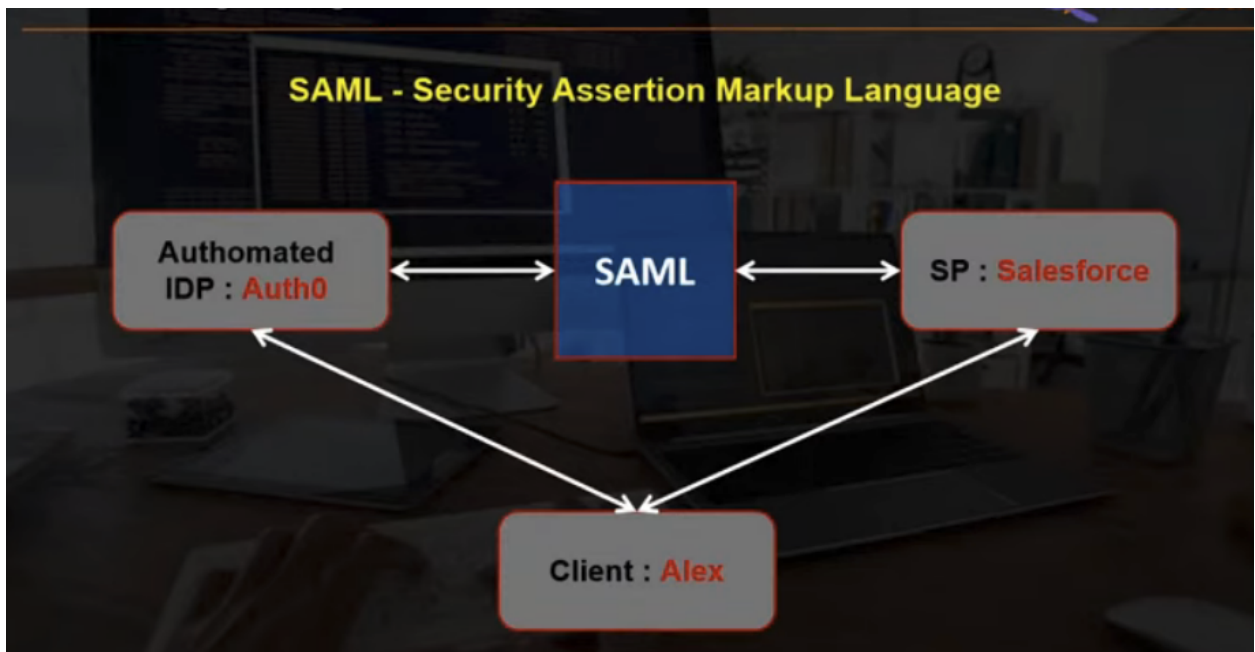 SAML - Security Assertion Markup Language
Authomated
IDP : Auth0
SAML
SP : Salesforce
Client : Alex